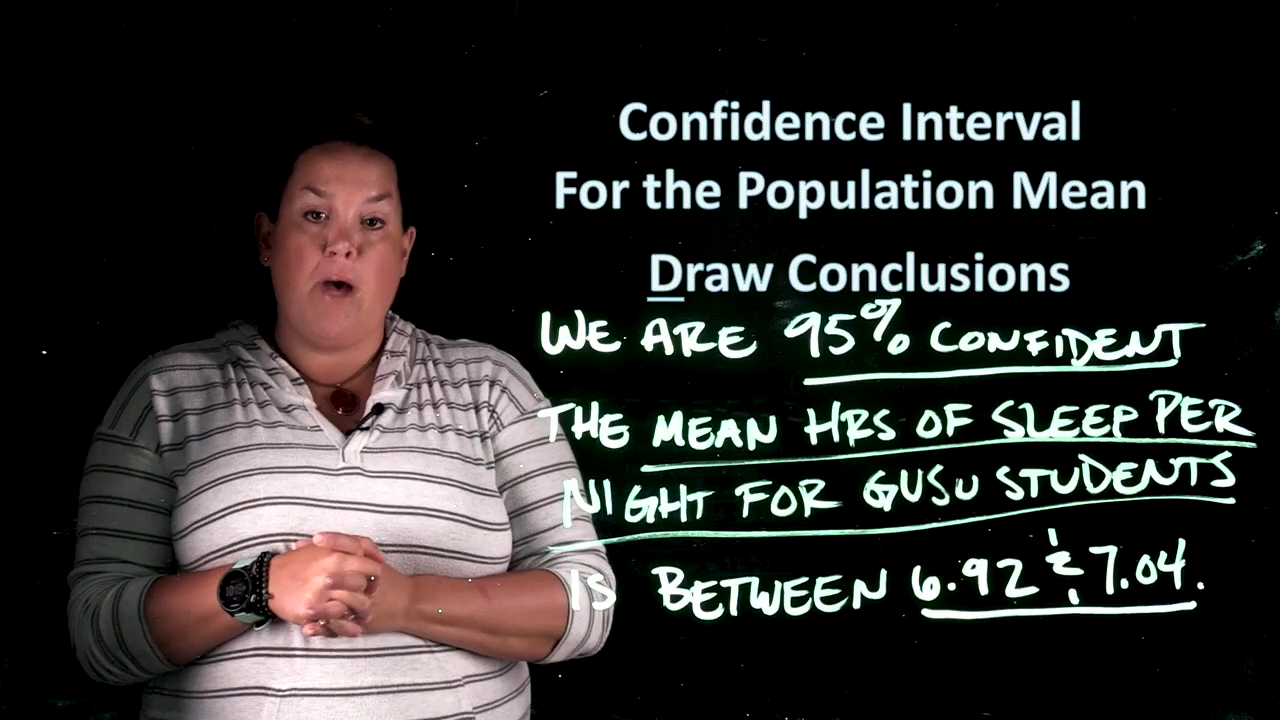 Confidence Interval
For the Population Mean
Draw Conclusions
WE ARE 95% CONFIDENT
THE MEAN HRS OF SLEEP PER
NIGHT FOR GUSU STUDENTS
IS BETWEEN 6.92 & 7.04.